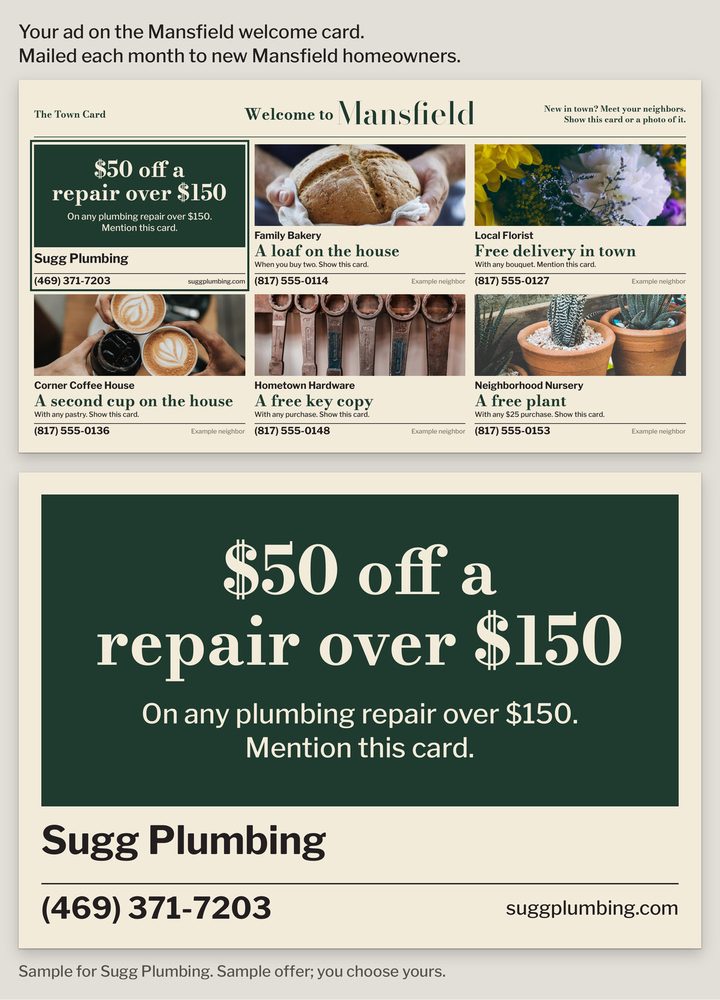 Your ad on the Mansfield welcome card.
Mailed each month to new Mansfield homeowners.
The Town Card
Welcome to Mansfield
New in town? Meet your neighbors.
Show this card or a photo of it.
$50 off a
repair over $150
On any plumbing repair over $150.
Mention this card.
Sugg Plumbing
(469) 371-7203
suggplumbing.com
Family Bakery
A loaf on the house
When you buy two. Show this card.
(817) 555-0114
Example neighbor
Local Florist
Free delivery in town
With any bouquet. Mention this card.
(817) 555-0127
Example neighbor
Corner Coffee House
A second cup on the house
With any pastry. Show this card.
(817) 555-0136
Example neighbor
Hometown Hardware
A free key copy
With any purchase. Show this card.
(817) 555-0148
Example neighbor
Neighborhood Nursery
A free plant
With any $25 purchase. Show this card.
(817) 555-0153
Example neighbor
$50 off a
repair over $150
On any plumbing repair over $150.
Mention this card.
Sugg Plumbing
(469) 371-7203
suggplumbing.com
Sample for Sugg Plumbing. Sample offer; you choose yours.